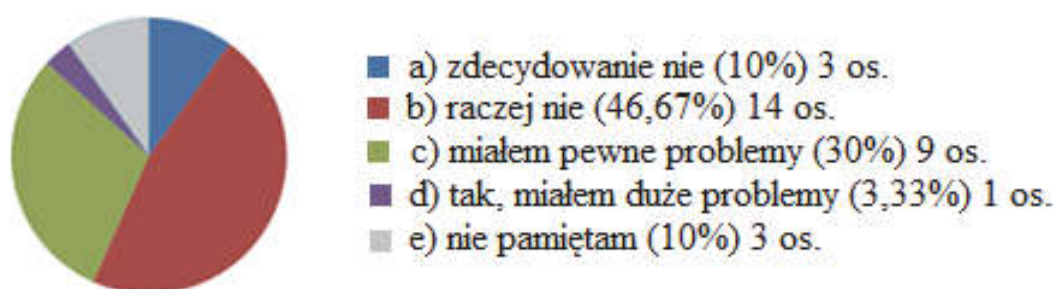 a) zdecydowanie nie (10%) 3 os.
b) raczej nie (46,67%) 14 os.
c) miałem pewne problemy (30%) 9 os.
d) tak, miałem duże problemy (3,33%) 1 os.
e) nie pamiętam (10%) 3 os.